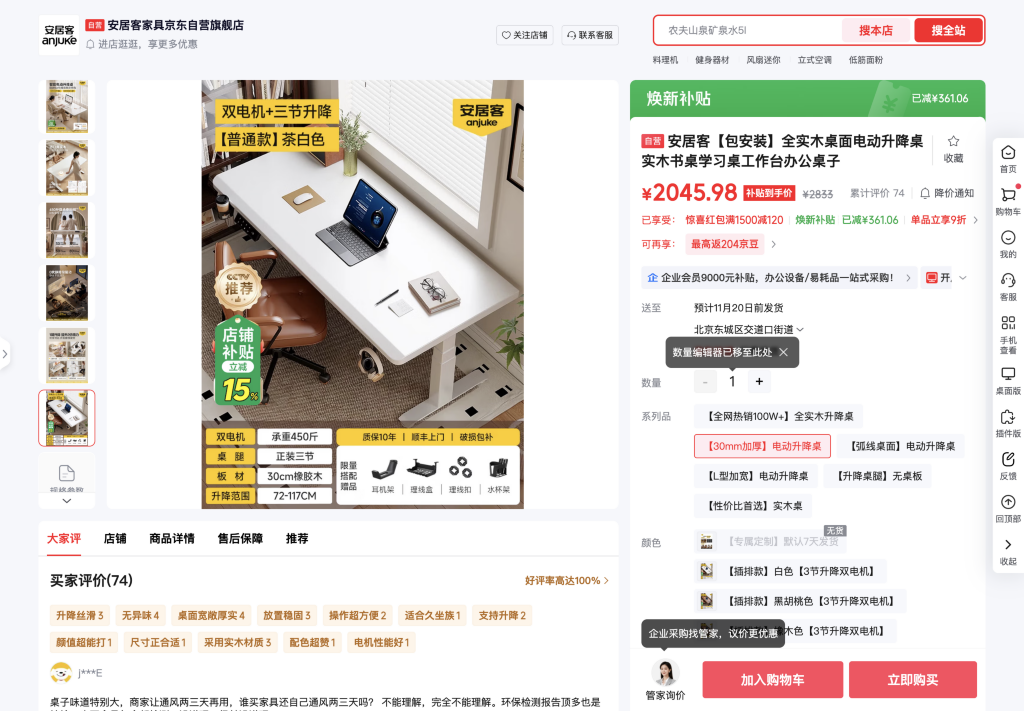 安居客
anjuke
自营 安居客家具京东自营旗舰店
进店逛逛，享更多优惠
关注店铺
联系客服
农夫山泉矿泉水5l
搜本店
搜全站
料理机 健身器材 风扇迷你 立式空调 低筋面粉
双电机+三节升降
【普通款】茶白色
安居客
anjuke
CCTV
推荐
店铺
补贴
立减
15%
双电机 承重450斤
桌 腿 正装三节
板 材 30cm橡胶木
升降范围 72-117CM
质保10年 | 顺丰上门 | 破损包补
限量
搭配
赠品
耳机架 理线盒 理线扣 水杯架
规格参数
焕新补贴
已减¥361.06
自营 安居客【包安装】全实木桌面电动升降桌
实木书桌学习桌工作台办公桌子
收藏
¥2045.98 补贴到手价 ¥2833 累计评价 74 降价通知
已享受： 惊喜红包满1500减120 焕新补贴 已减¥361.06 单品立享9折
可再享： 最高返204京豆
企业会员9000元补贴，办公设备/易耗品一站式采购！
开.
送至 预计11月20日前发货
北京东城区交道口街道
数量编辑器已移至此处
数量 - 1 +
系列品 【全网热销100W+】全实木升降桌
【30mm加厚】电动升降桌 【弧线桌面】电动升降桌
【L型加宽】电动升降桌 【升降桌腿】无桌板
【性价比首选】实木桌
无货
颜色 【专属定制】默认7天发货
【插排款】白色【3节升降双电机】
【插排款】黑胡桃色【3节升降双电机】
橡木色【3节升降双电机】
企业采购找管家，议价更优惠
管家询价
加入购物车
立即购买
首页
购物车
我的
客服
手机
查看
桌面版
插件版
反馈
回顶部
收起
大家评 店铺 商品详情 售后保障 推荐
买家评价(74)
好评率高达100%
升降丝滑 3 无异味 4 桌面宽敞厚实 4 放置稳固 3 操作超方便 2 适合久坐族 1 支持升降 2
颜值超能打 1 尺寸正合适 1 采用实木材质 3 配色超赞 1 电机性能好 1
j***E
桌子味道特别大，商家让通风两三天再用，谁买家具还自己通风两三天吗？ 不能理解，完全不能理解。环保检测报告顶多也是